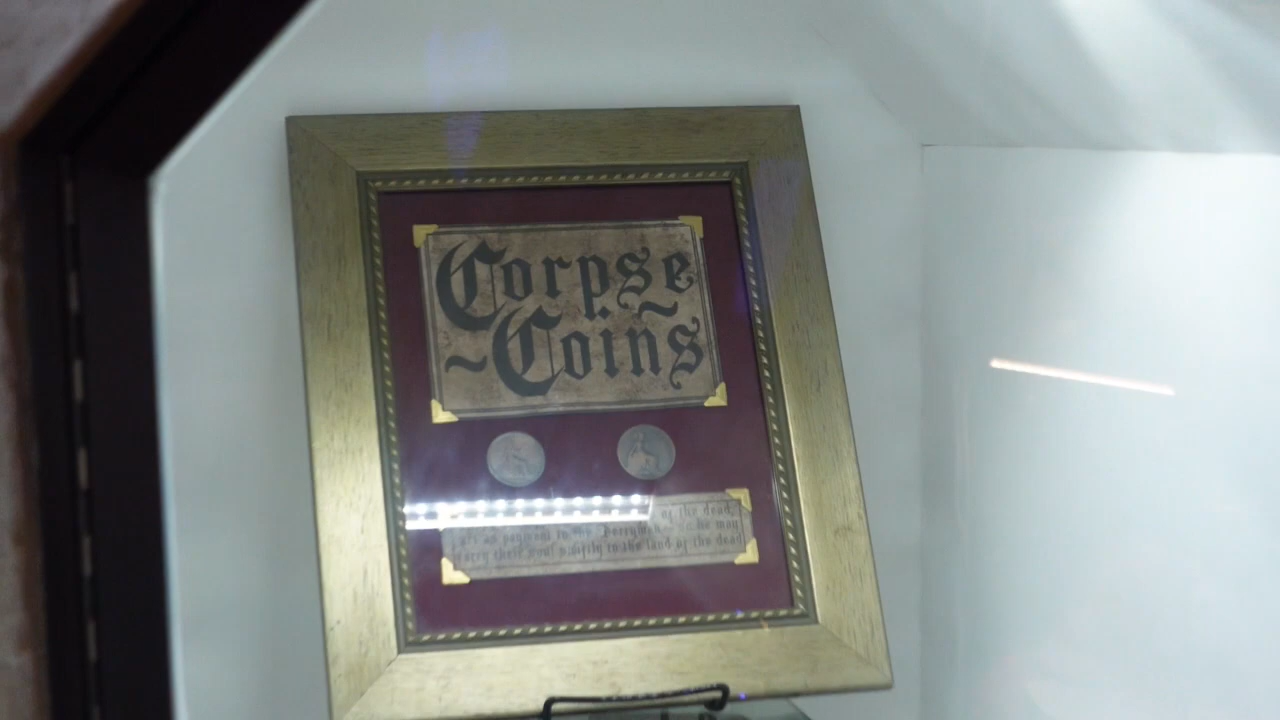 Corpse
~Coins~
of the dead,
as payment to the Ferryman so he may
carry their soul swiftly to the land of the dead